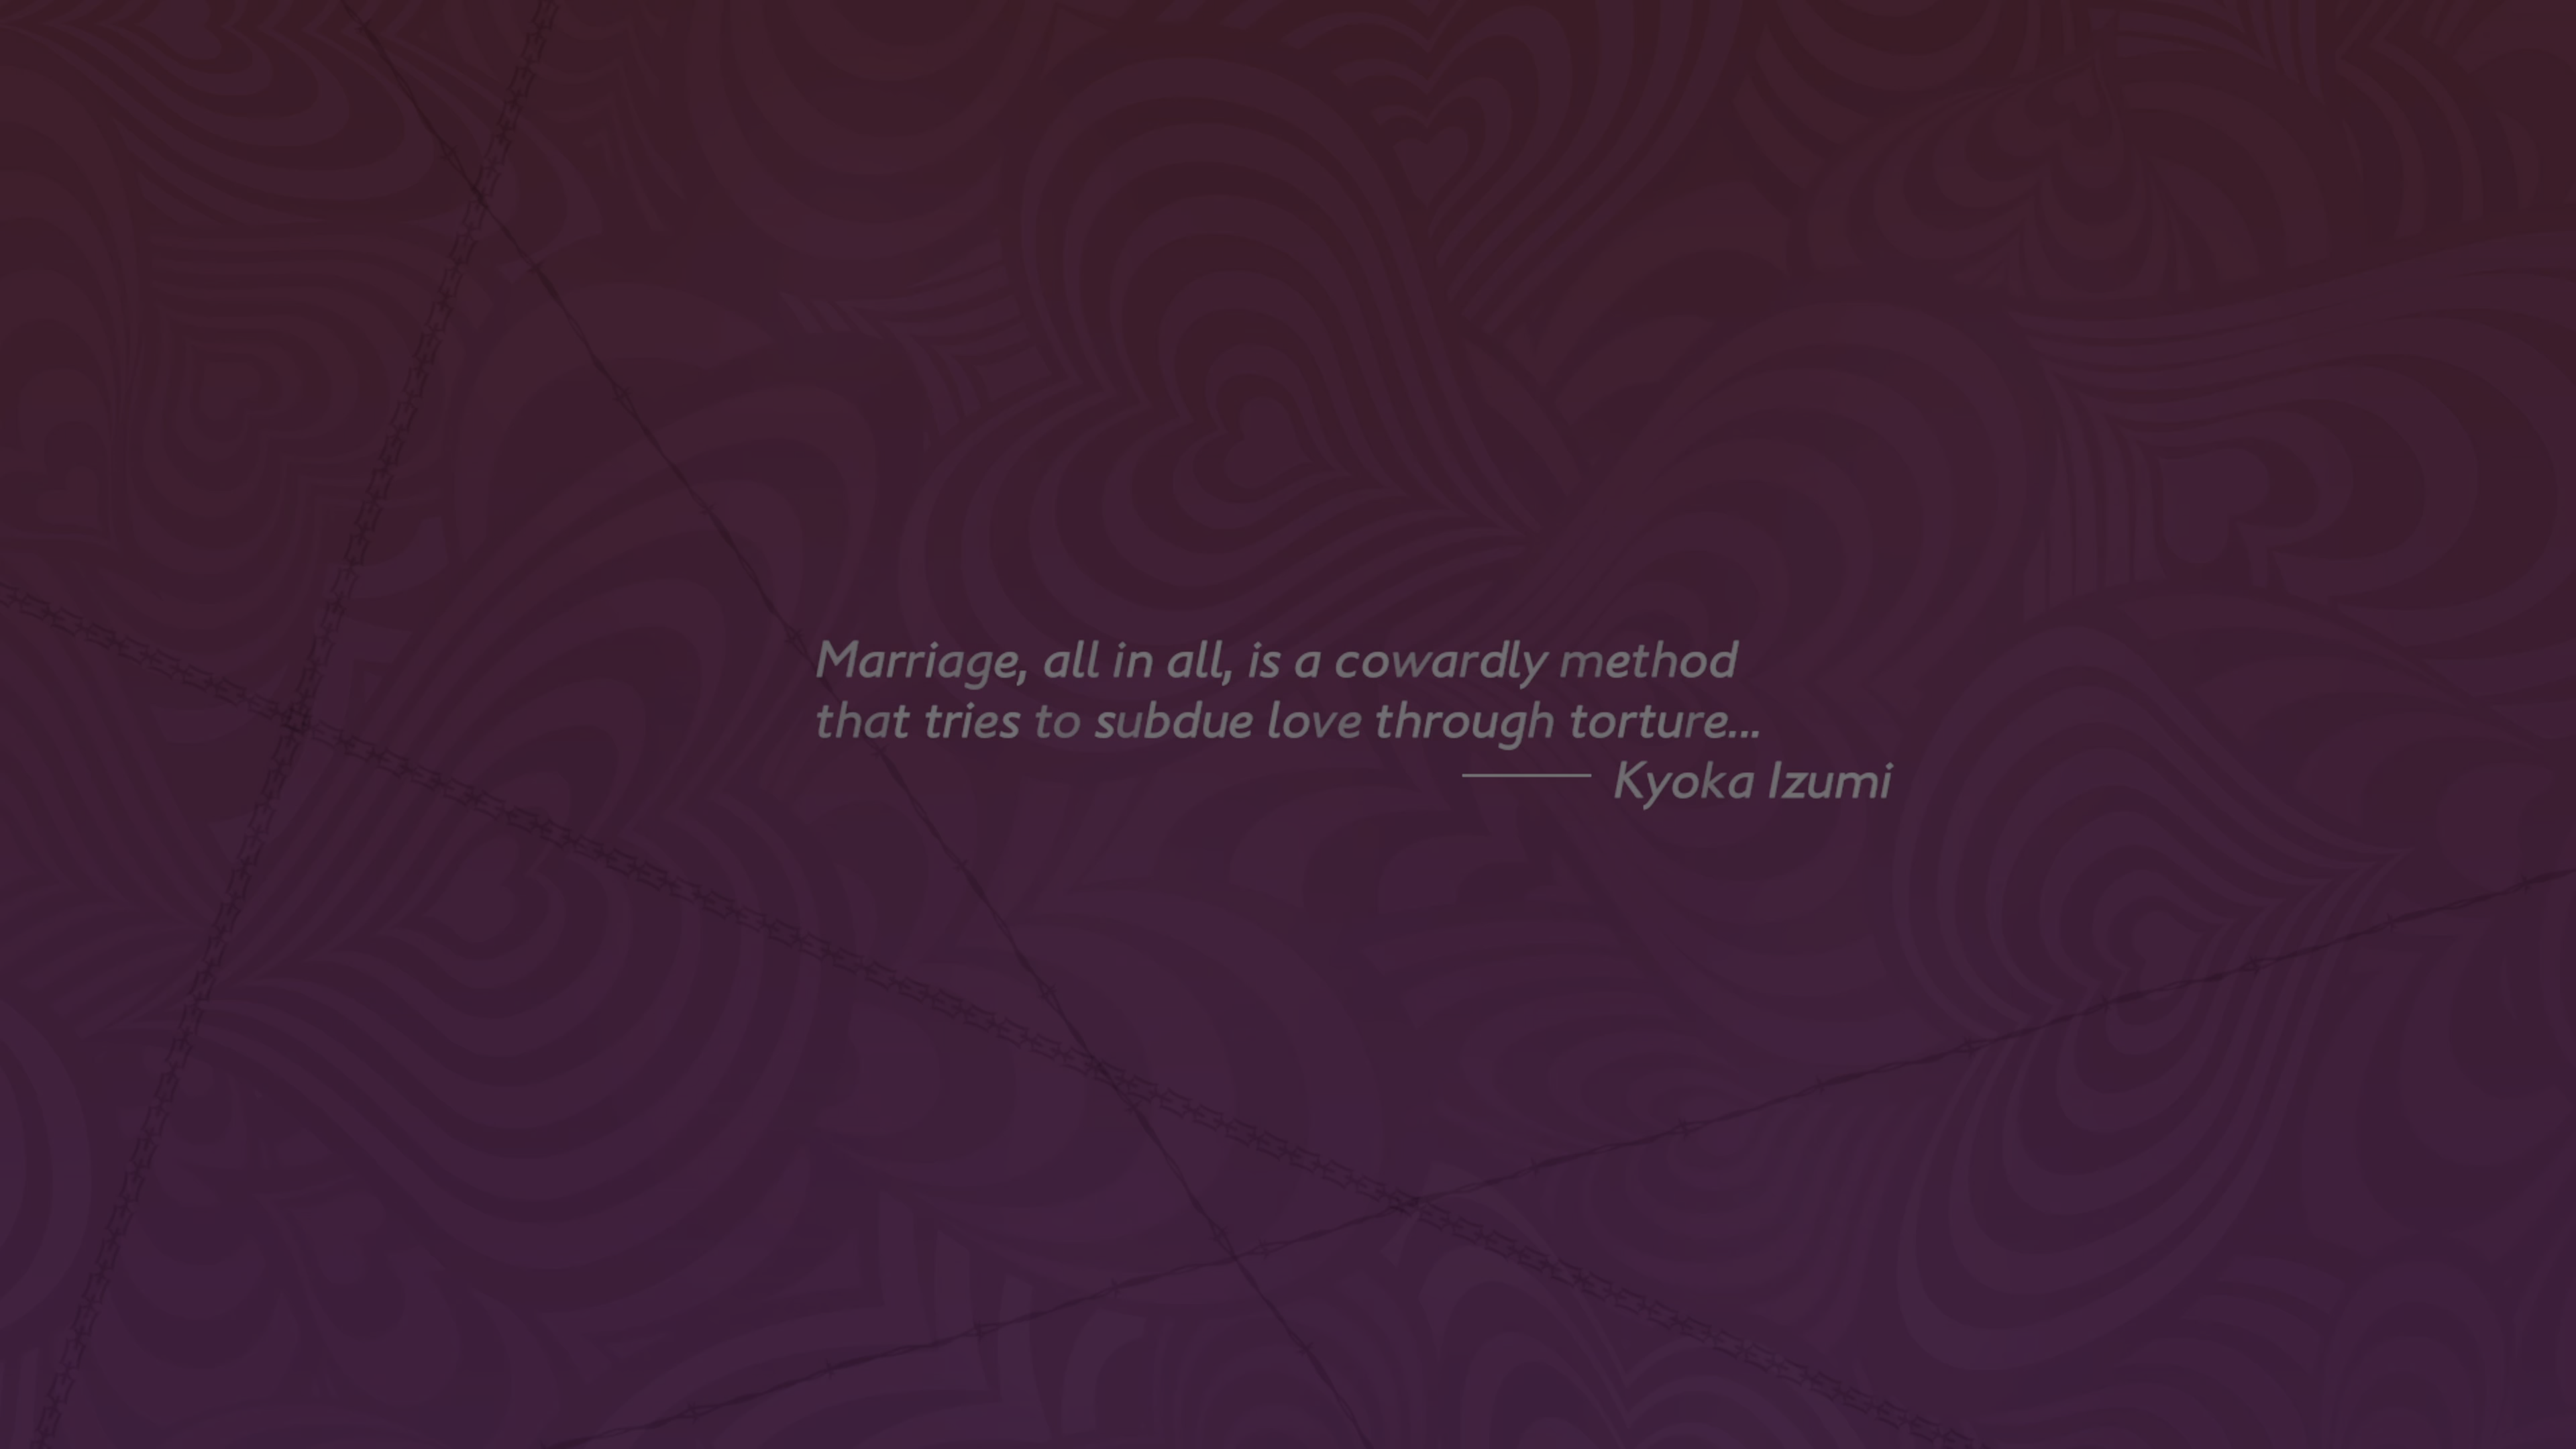 Marriage, all in all, is a cowardly method
that tries to subdue love through torture...
—— Kyoka Izumi